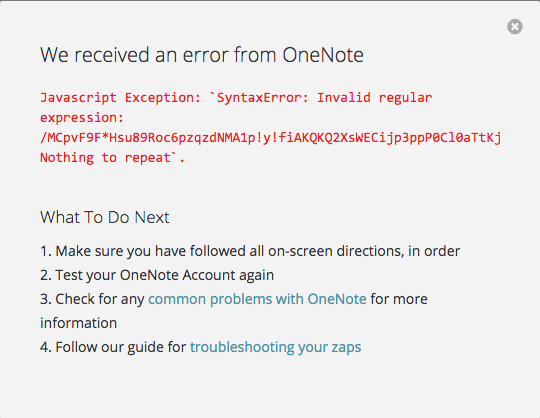 We received an error from OneNote
Javascript Exception: `SyntaxError: Invalid regular
expression:
/MCpvF9F*Hsu89Roc6pzqzdNMA1p!y!fiAKQKQ2XsWECijp3ppP0Cl0aTtKj
Nothing to repeat`.
What To Do Next
1. Make sure you have followed all on-screen directions, in order
2. Test your OneNote Account again
3. Check for any common problems with OneNote for more
information
4. Follow our guide for troubleshooting your zaps